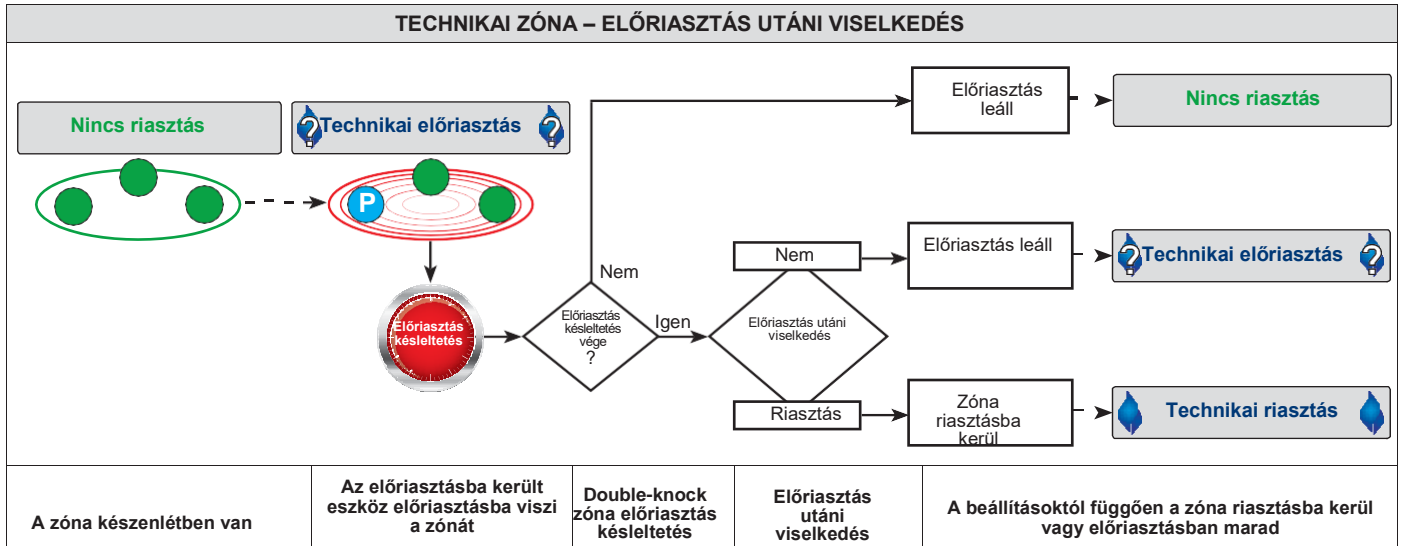 TECHNIKAI ZÓNA – ELŐRIASZTÁS UTÁNI VISELKEDÉS
Nincs riasztás
? Technikai előriasztás ?
Előriasztás
leáll
Nincs riasztás
P
Nem
Nem
Előriasztás leáll
? Technikai előriasztás ?
Előriasztás
késleltetés
Előriasztás
késleltetés
vége
?
Igen
Előriasztás utáni
viselkedés
Riasztás
Zóna
riasztásba
kerül
Technikai riasztás
A zóna készenlétben van
Az előriasztásba került
eszköz előriasztásba viszi
a zónát
Double-knock
zóna előriasztás
késleltetés
Előriasztás
utáni
viselkedés
A beállításoktól függően a zóna riasztásba kerül
vagy előriasztásban marad